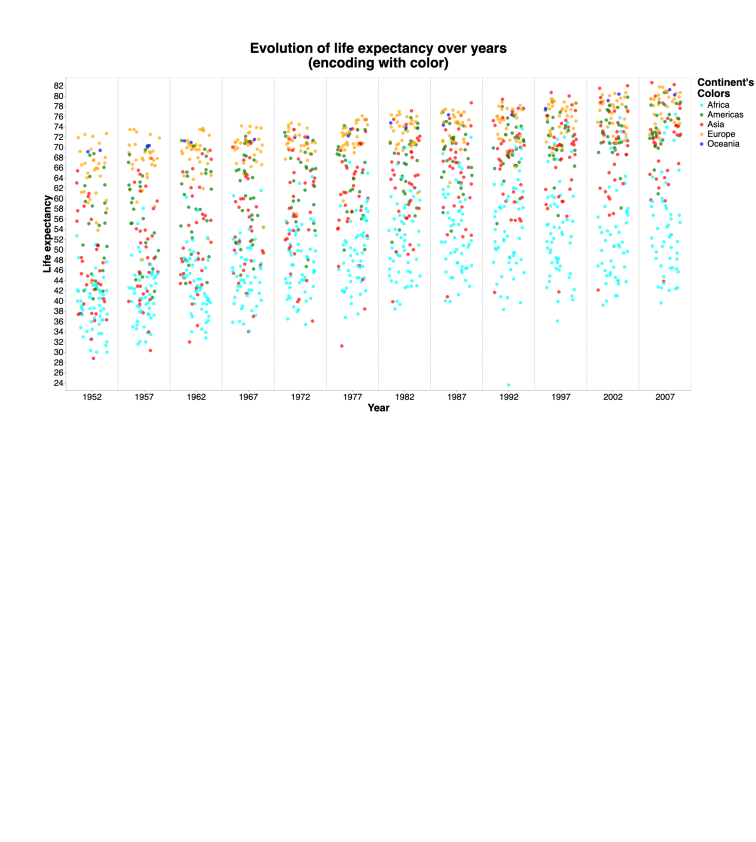 Evolution of life expectancy over years
(encoding with color)
Continent's
Colors
Africa
Americas
Asia
Europe
Oceania
Life expectancy
82
80
78
76
74
72
70
68
66
64
62
60
58
56
54
52
50
48
46
44
42
40
38
36
34
32
30
28
26
24
1952 1957 1962 1967 1972 1977 1982 1987 1992 1997 2002 2007
Year